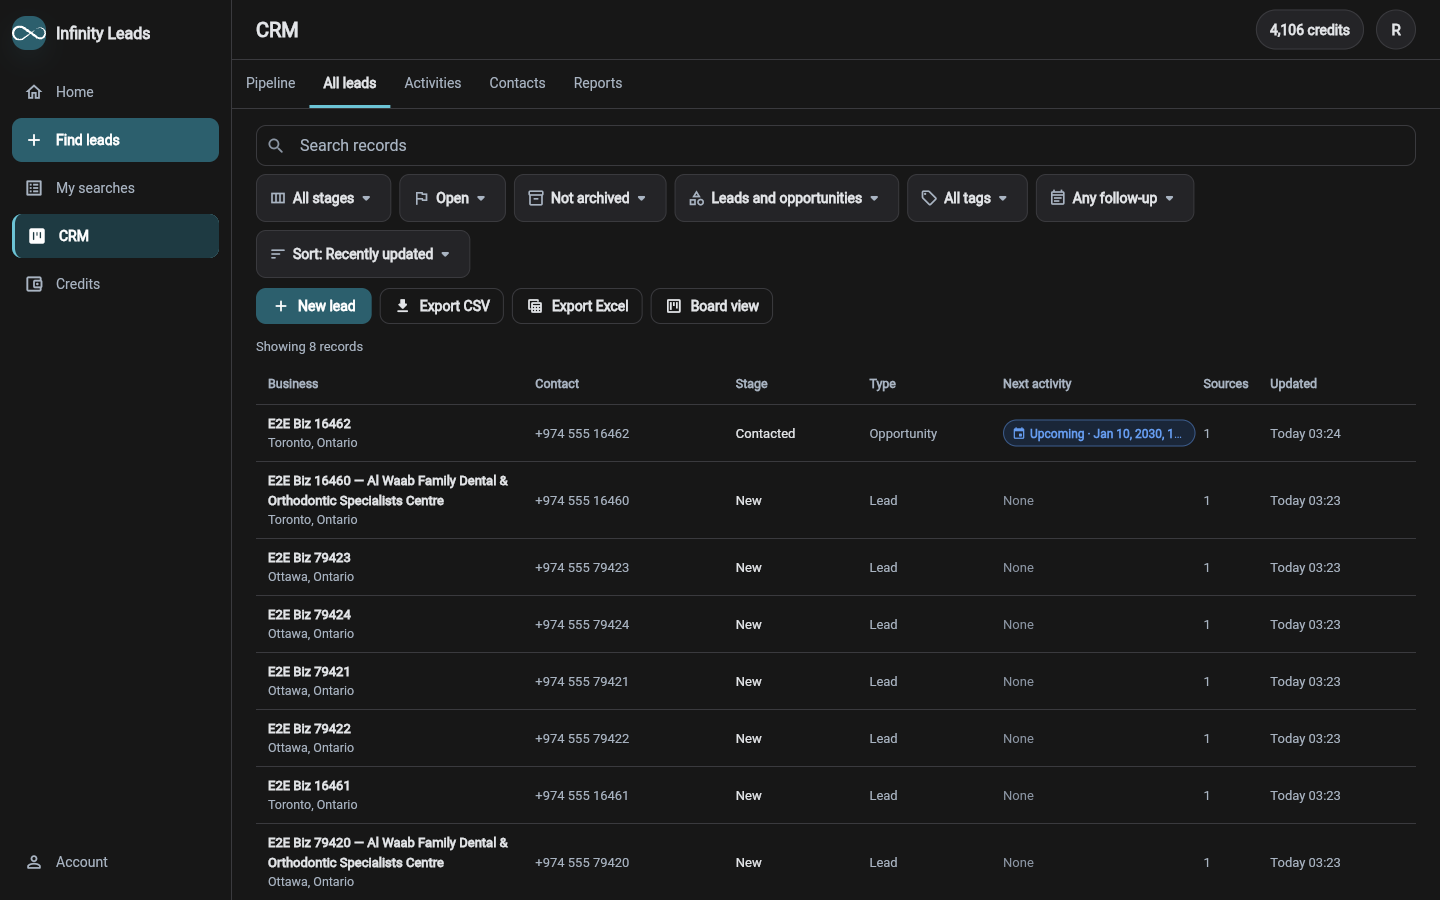 Infinity Leads
CRM
4,106 credits
R
Home
Find leads
My searches
CRM
Credits
Account
Pipeline
All leads
Activities
Contacts
Reports
Search records
All stages
Open
Not archived
Leads and opportunities
All tags
Any follow-up
Sort: Recently updated
New lead
Export CSV
Export Excel
Board view
Showing 8 records
Business Contact Stage Type Next activity Sources Updated
E2E Biz 16462
Toronto, Ontario
+974 555 16462 Contacted Opportunity Upcoming · Jan 10, 2030, 1... 1 Today 03:24
E2E Biz 16460 — Al Waab Family Dental &
Orthodontic Specialists Centre
Toronto, Ontario
+974 555 16460 New Lead None 1 Today 03:23
E2E Biz 79423
Ottawa, Ontario
+974 555 79423 New Lead None 1 Today 03:23
E2E Biz 79424
Ottawa, Ontario
+974 555 79424 New Lead None 1 Today 03:23
E2E Biz 79421
Ottawa, Ontario
+974 555 79421 New Lead None 1 Today 03:23
E2E Biz 79422
Ottawa, Ontario
+974 555 79422 New Lead None 1 Today 03:23
E2E Biz 16461
Toronto, Ontario
+974 555 16461 New Lead None 1 Today 03:23
E2E Biz 79420 — Al Waab Family Dental &
Orthodontic Specialists Centre
Ottawa, Ontario
+974 555 79420 New Lead None 1 Today 03:23